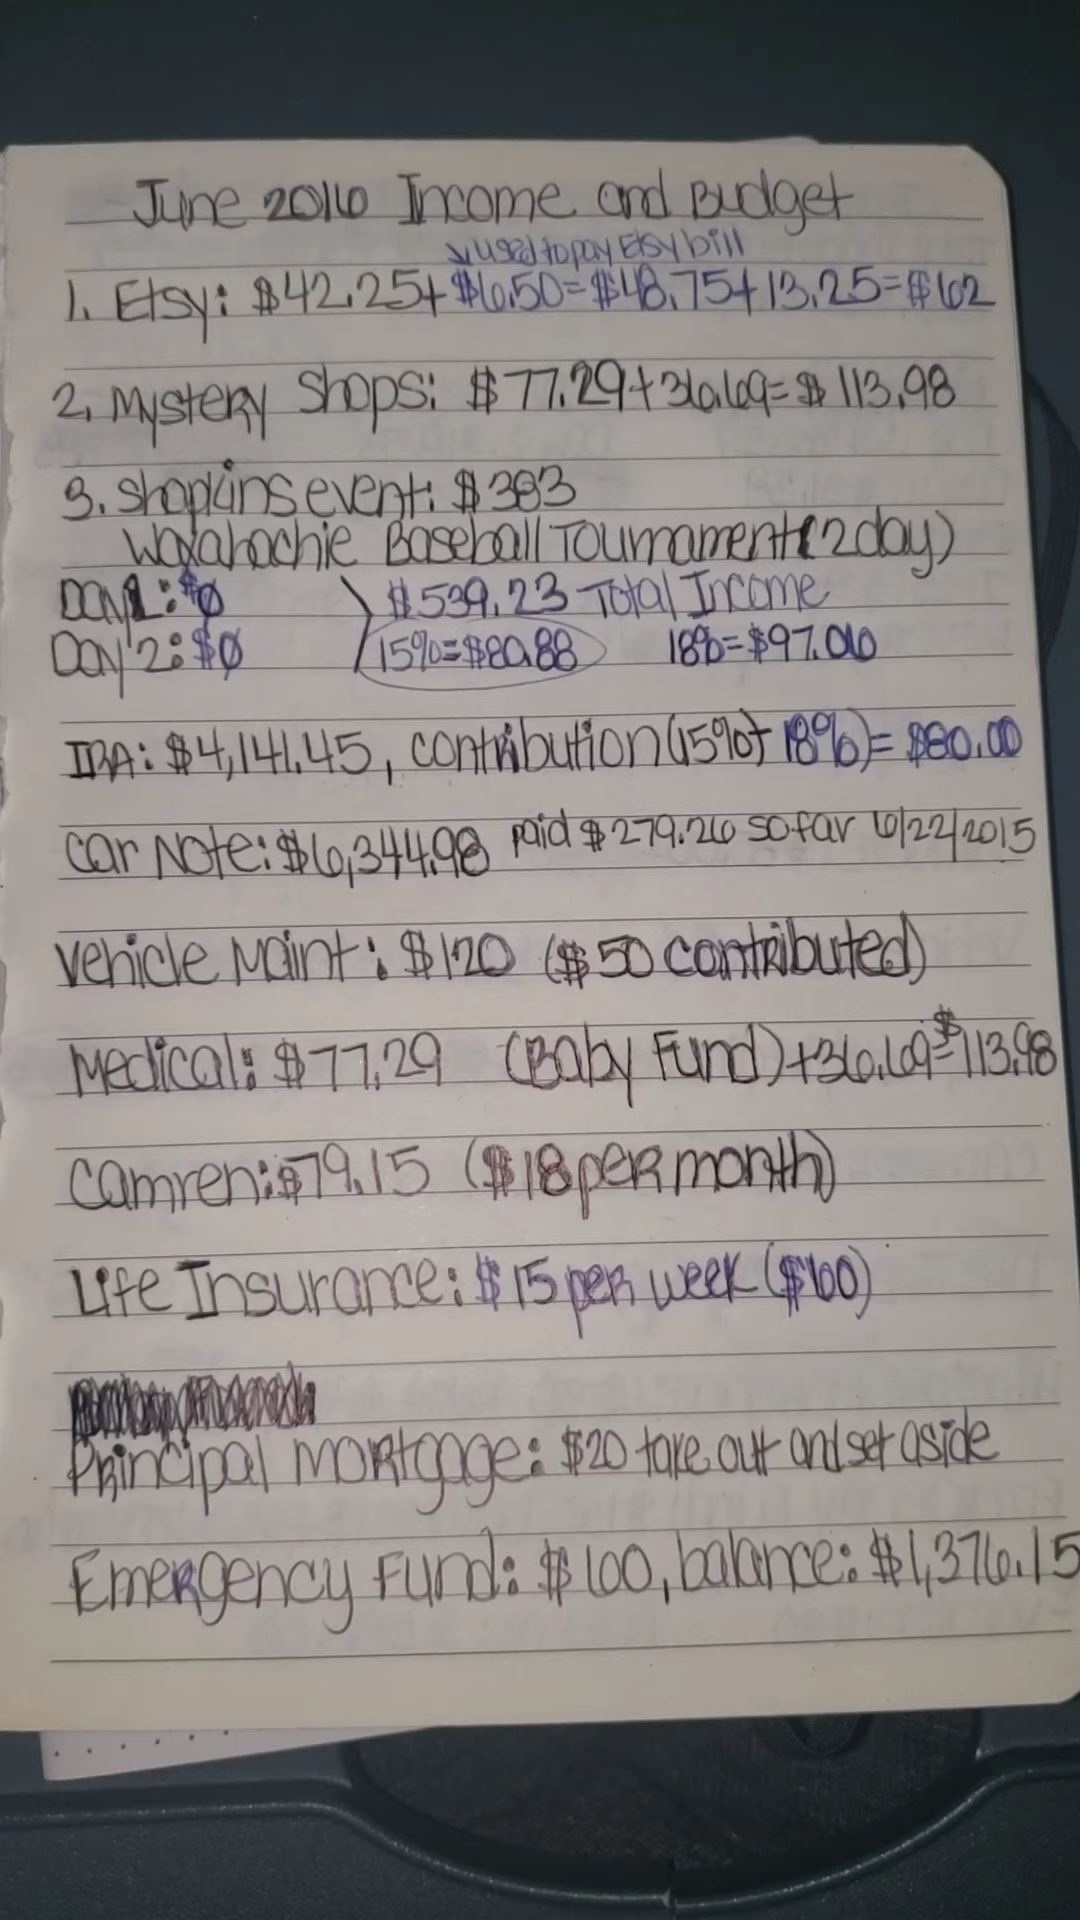 June 2016 Income and Budget
↘used to pay Etsy bill
1. Etsy: $42.25+ $6.50=$48.75+13.25=$62
2. Mystery Shops: $77.29+36.69=$113.98
3. Shopkins event: $383
Waxahachie Baseball Tournament (2 day)
Day 1: $0 $539.23 Total Income
Day 2: $0 15%=$80.88 18%=$97.06
IRA: $4,141.45, contribution (15%+ 18%)= $80.00
Car Note: $6,344.98 paid $279.26 so far 6/22/2015
Vehicle Maint: $120 ($50 contributed)
Medical: $77.29 (Baby Fund) +36.69=$113.98
Camren: $79.15 ($18 per month)
Life Insurance: $15 per week ($60)
Principal Mortgage: $20 take out and set aside
Emergency Fund: $100, balance: $1,376.15